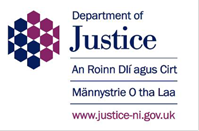 Department of
Justice
An Roinn Dlí agus Cirt
Männystrie O tha Laa
www.justice-ni.gov.uk